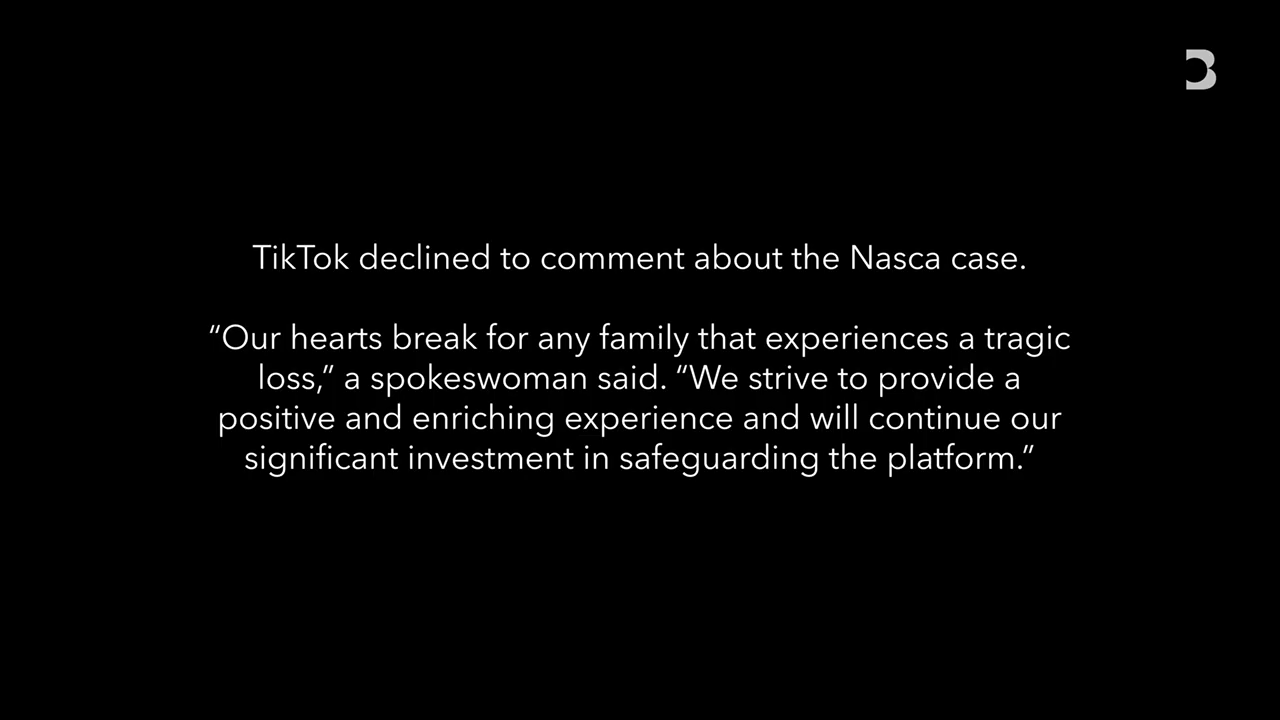 TikTok declined to comment about the Nasca case.
“Our hearts break for any family that experiences a tragic
loss,” a spokeswoman said. “We strive to provide a
positive and enriching experience and will continue our
significant investment in safeguarding the platform.”